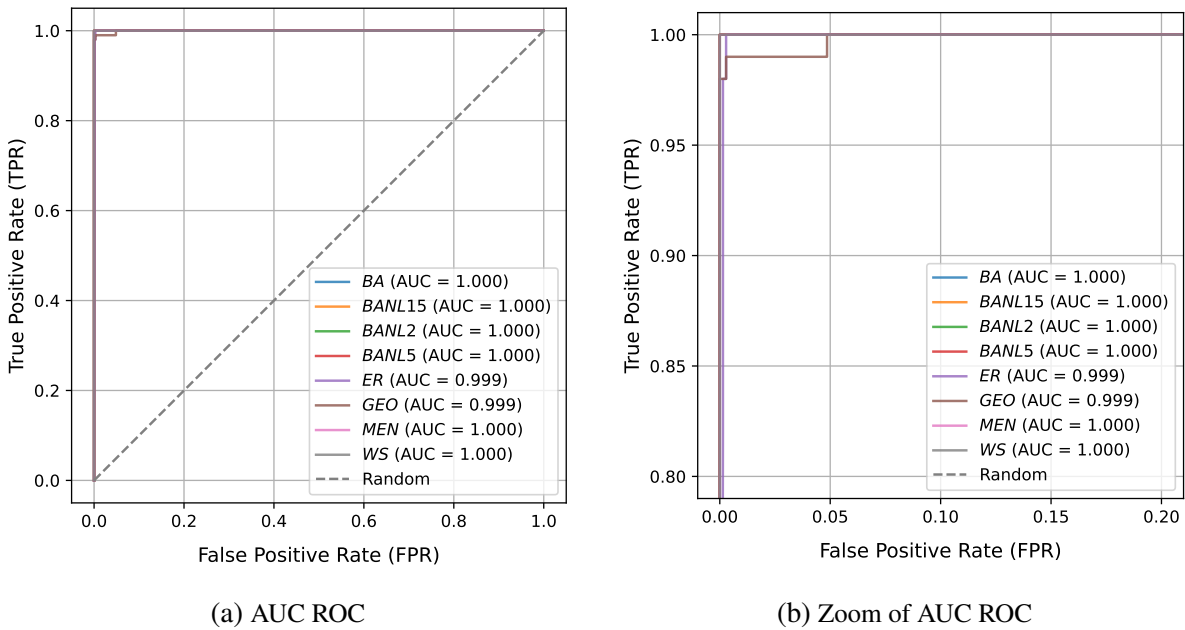 1.0
0.8
0.6
0.4
0.2
0.0
True Positive Rate (TPR)
BA (AUC = 1.000)
BANL15 (AUC = 1.000)
BANL2 (AUC = 1.000)
BANL5 (AUC = 1.000)
ER (AUC = 0.999)
GEO (AUC = 0.999)
MEN (AUC = 1.000)
WS (AUC = 1.000)
Random
0.0 0.2 0.4 0.6 0.8 1.0
False Positive Rate (FPR)
(a) AUC ROC
1.00
0.95
0.90
0.85
0.80
True Positive Rate (TPR)
BA (AUC = 1.000)
BANL15 (AUC = 1.000)
BANL2 (AUC = 1.000)
BANL5 (AUC = 1.000)
ER (AUC = 0.999)
GEO (AUC = 0.999)
MEN (AUC = 1.000)
WS (AUC = 1.000)
Random
0.00 0.05 0.10 0.15 0.20
False Positive Rate (FPR)
(b) Zoom of AUC ROC